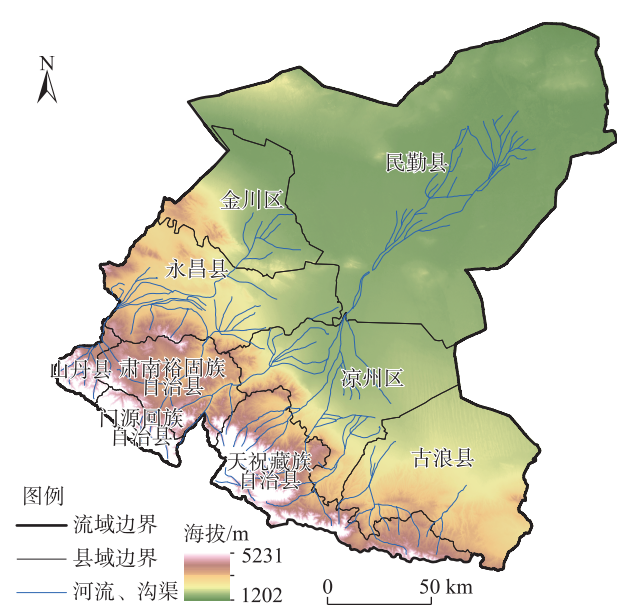 N
民勤县
金川区
永昌县
山丹县
肃南裕固族
自治县
凉州区
门源回族
自治县
天祝藏族
自治县
古浪县
图例
流域边界
县域边界
河流、沟渠
海拔/m
5231
1202
0
50 km